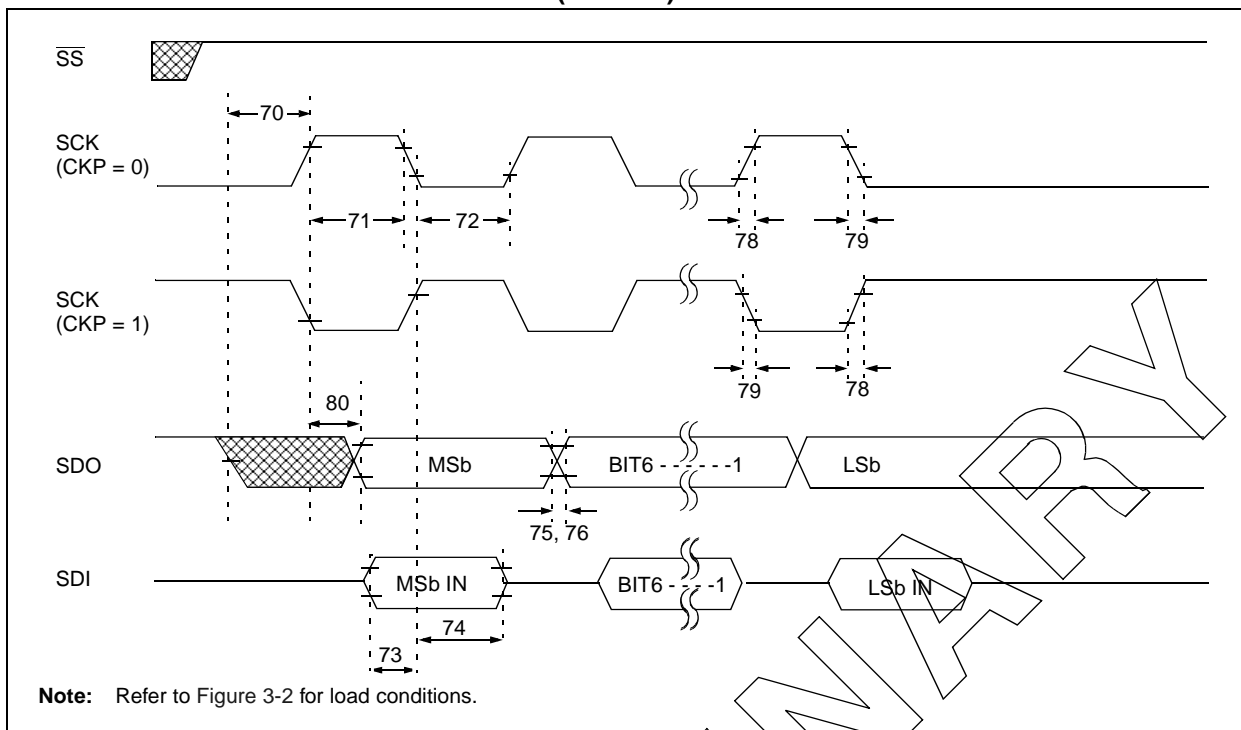 SS
70
SCK
(CKP = 0)
71
72
78
79
SCK
(CKP = 1)
79
78
80
SDO
MSb
BIT6 - - - - - -1
LSb
75, 76
SDI
MSb IN
BIT6 - - - - -1
LSb IN
74
73
Note: Refer to Figure 3-2 for load conditions.
N A R Y